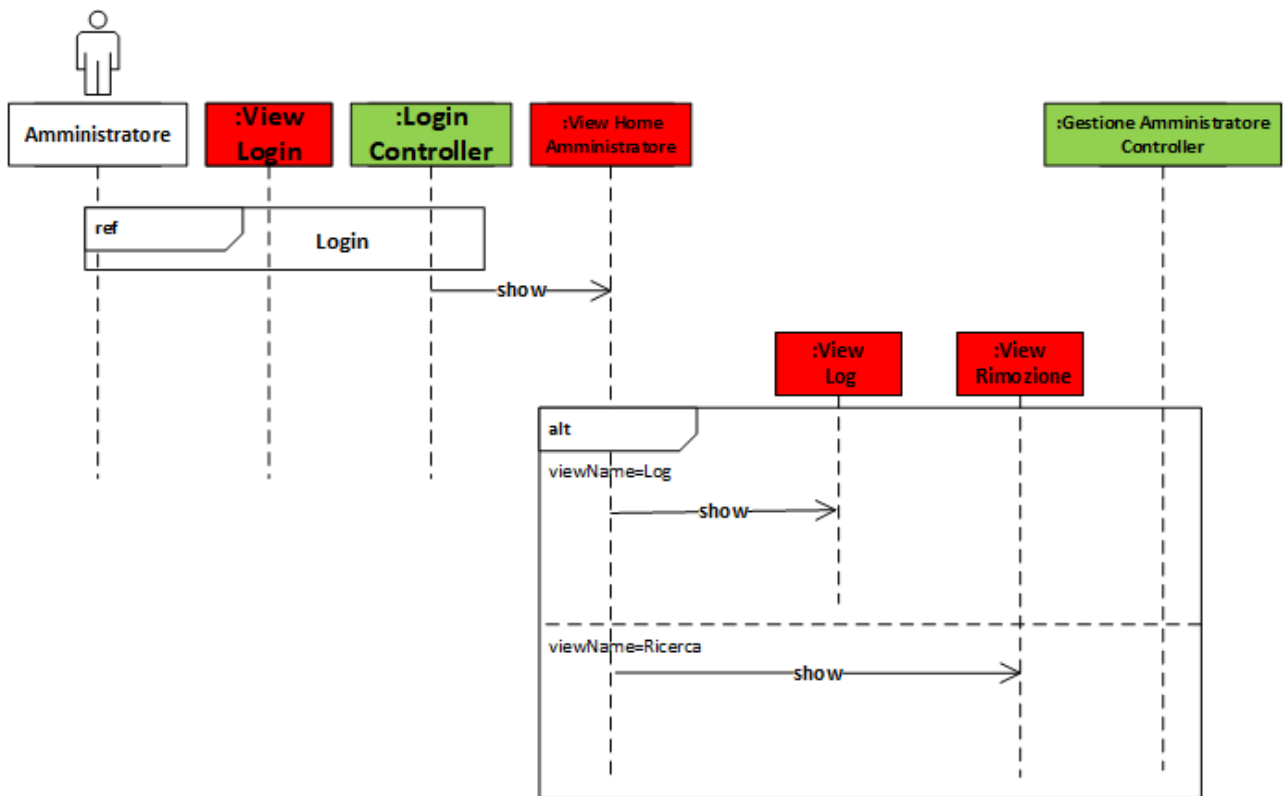 Amministratore
:View
Login
:Login
Controller
:View Home
Amministratore
:Gestione Amministratore
Controller
ref
Login
show
:View
Log
:View
Rimozione
alt
viewName=Log
show
viewName=Ricerca
show